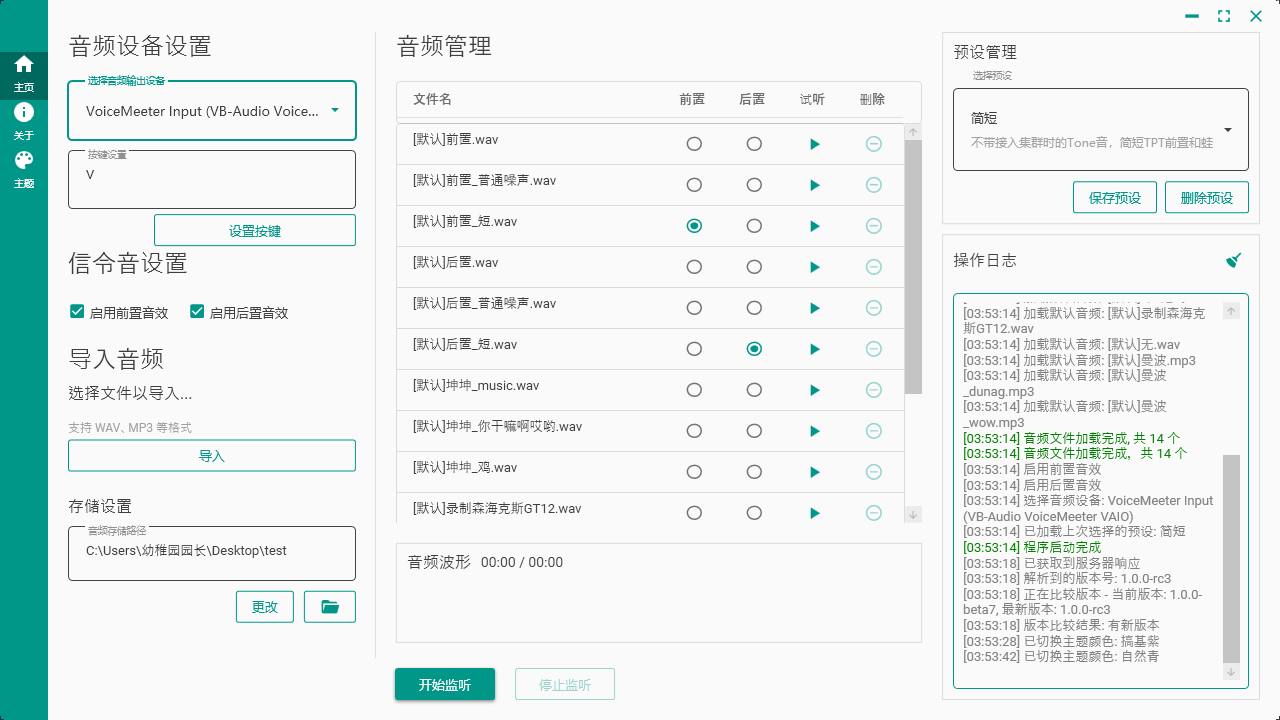 主页
关于
主题
音频设备设置
选择音频输出设备
VoiceMeeter Input (VB-Audio Voice...
按键设置
V
设置按键
信令音设置
启用前置音效
启用后置音效
导入音频
选择文件以导入...
支持 WAV、MP3 等格式
导入
存储设置
音频存储路径
C:\Users\幼稚园园长\Desktop\test
更改
音频管理
文件名 前置 后置 试听 删除
[默认]前置.wav
[默认]前置_普通噪声.wav
[默认]前置_短.wav
[默认]后置.wav
[默认]后置_普通噪声.wav
[默认]后置_短.wav
[默认]坤坤_music.wav
[默认]坤坤_你干嘛啊哎哟.wav
[默认]坤坤_鸡.wav
[默认]录制森海克斯GT12.wav
音频波形 00:00 / 00:00
开始监听
停止监听
预设管理
选择预设
简短
不带接入集群时的Tone音，简短TPT前置和蛙
保存预设
删除预设
操作日志
[03:53:14] 加载默认音频: [默认]录制森海克
斯GT12.wav
[03:53:14] 加载默认音频: [默认]无.wav
[03:53:14] 加载默认音频: [默认]曼波.mp3
[03:53:14] 加载默认音频: [默认]曼波
_dunag.mp3
[03:53:14] 加载默认音频: [默认]曼波
_wow.mp3
[03:53:14] 音频文件加载完成, 共 14 个
[03:53:14] 音频文件加载完成，共 14 个
[03:53:14] 启用前置音效
[03:53:14] 启用后置音效
[03:53:14] 选择音频设备: VoiceMeeter Input
(VB-Audio VoiceMeeter VAIO)
[03:53:14] 已加载上次选择的预设: 简短
[03:53:14] 程序启动完成
[03:53:18] 已获取到服务器响应
[03:53:18] 解析到的版本号: 1.0.0-rc3
[03:53:18] 正在比较版本 - 当前版本: 1.0.0-
beta7, 最新版本: 1.0.0-rc3
[03:53:18] 版本比较结果: 有新版本
[03:53:28] 已切换主题颜色: 搞基紫
[03:53:42] 已切换主题颜色: 自然青